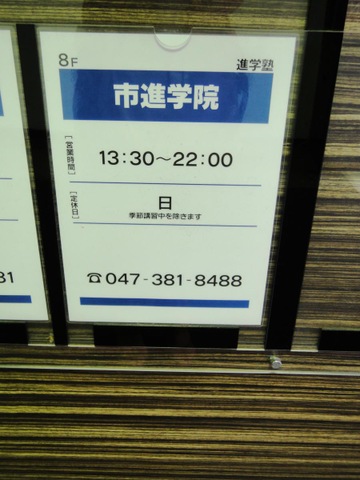 8F 進学塾
市進学院
[営業時間] 13:30〜22:00
[定休日] 日
季節講習中を除きます
☎047-381-8488
81